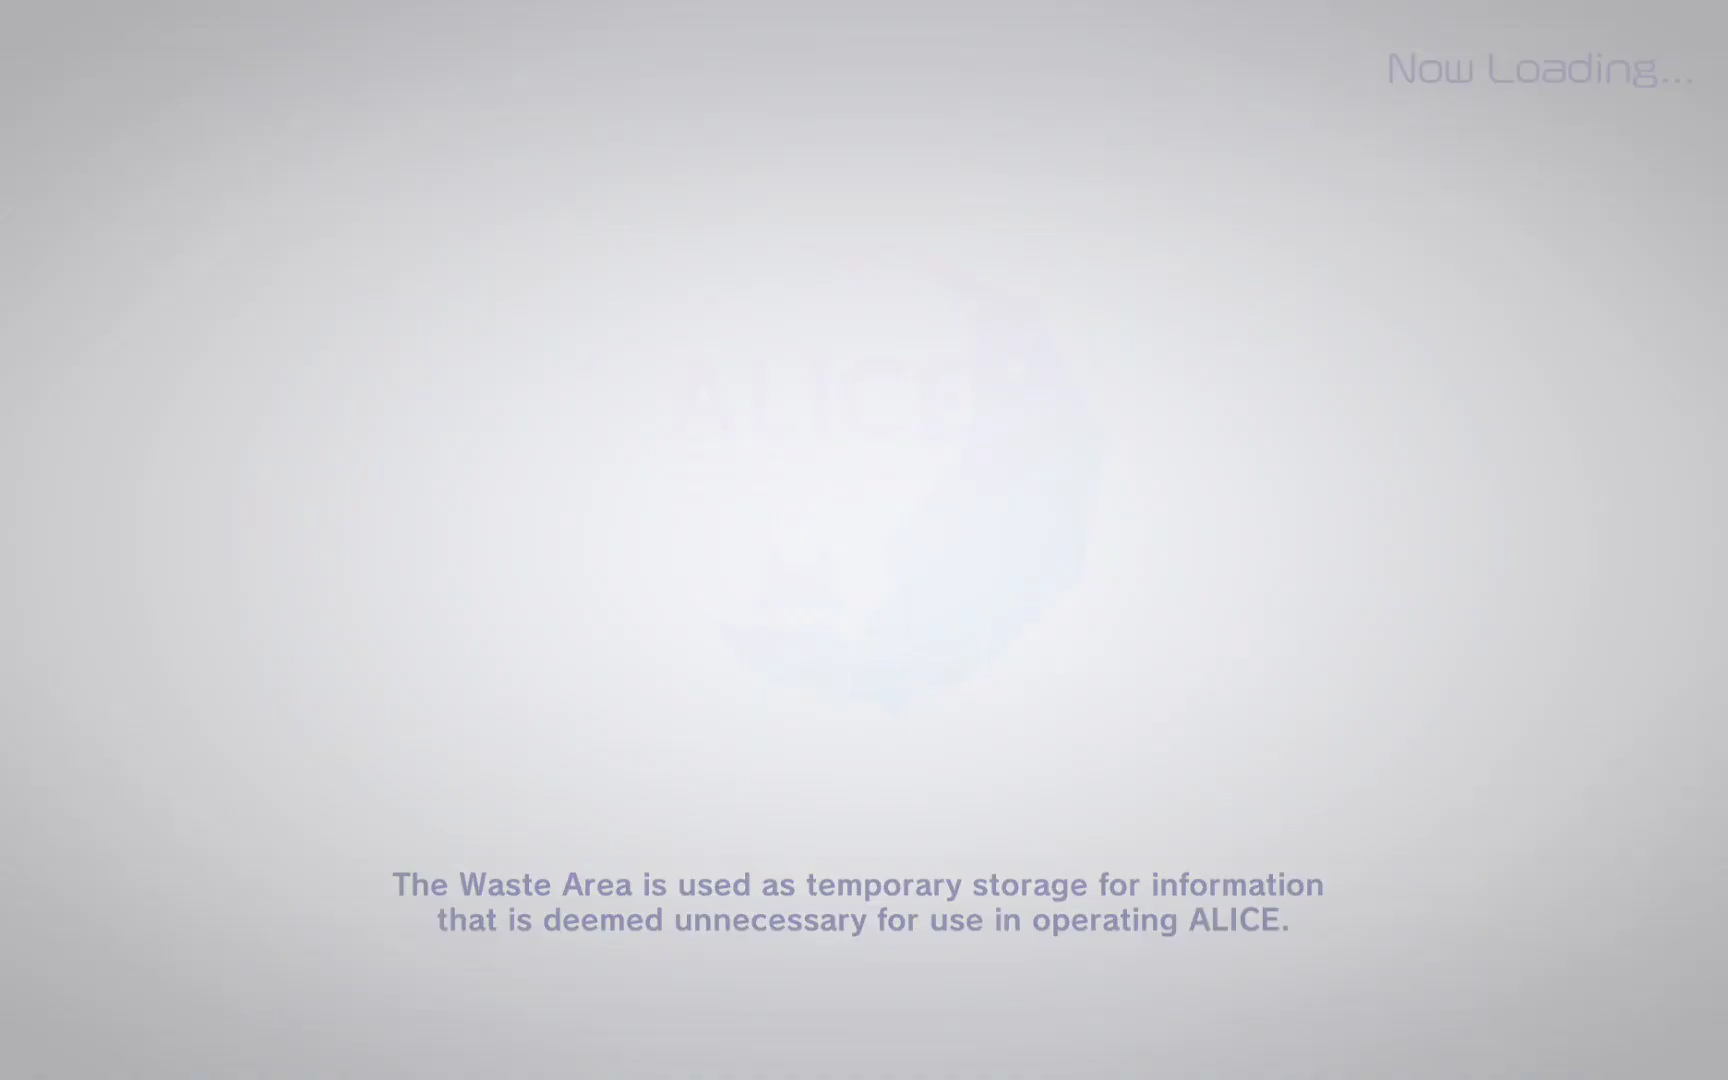 Now Loading...
ALICE
The Waste Area is used as temporary storage for information
that is deemed unnecessary for use in operating ALICE.